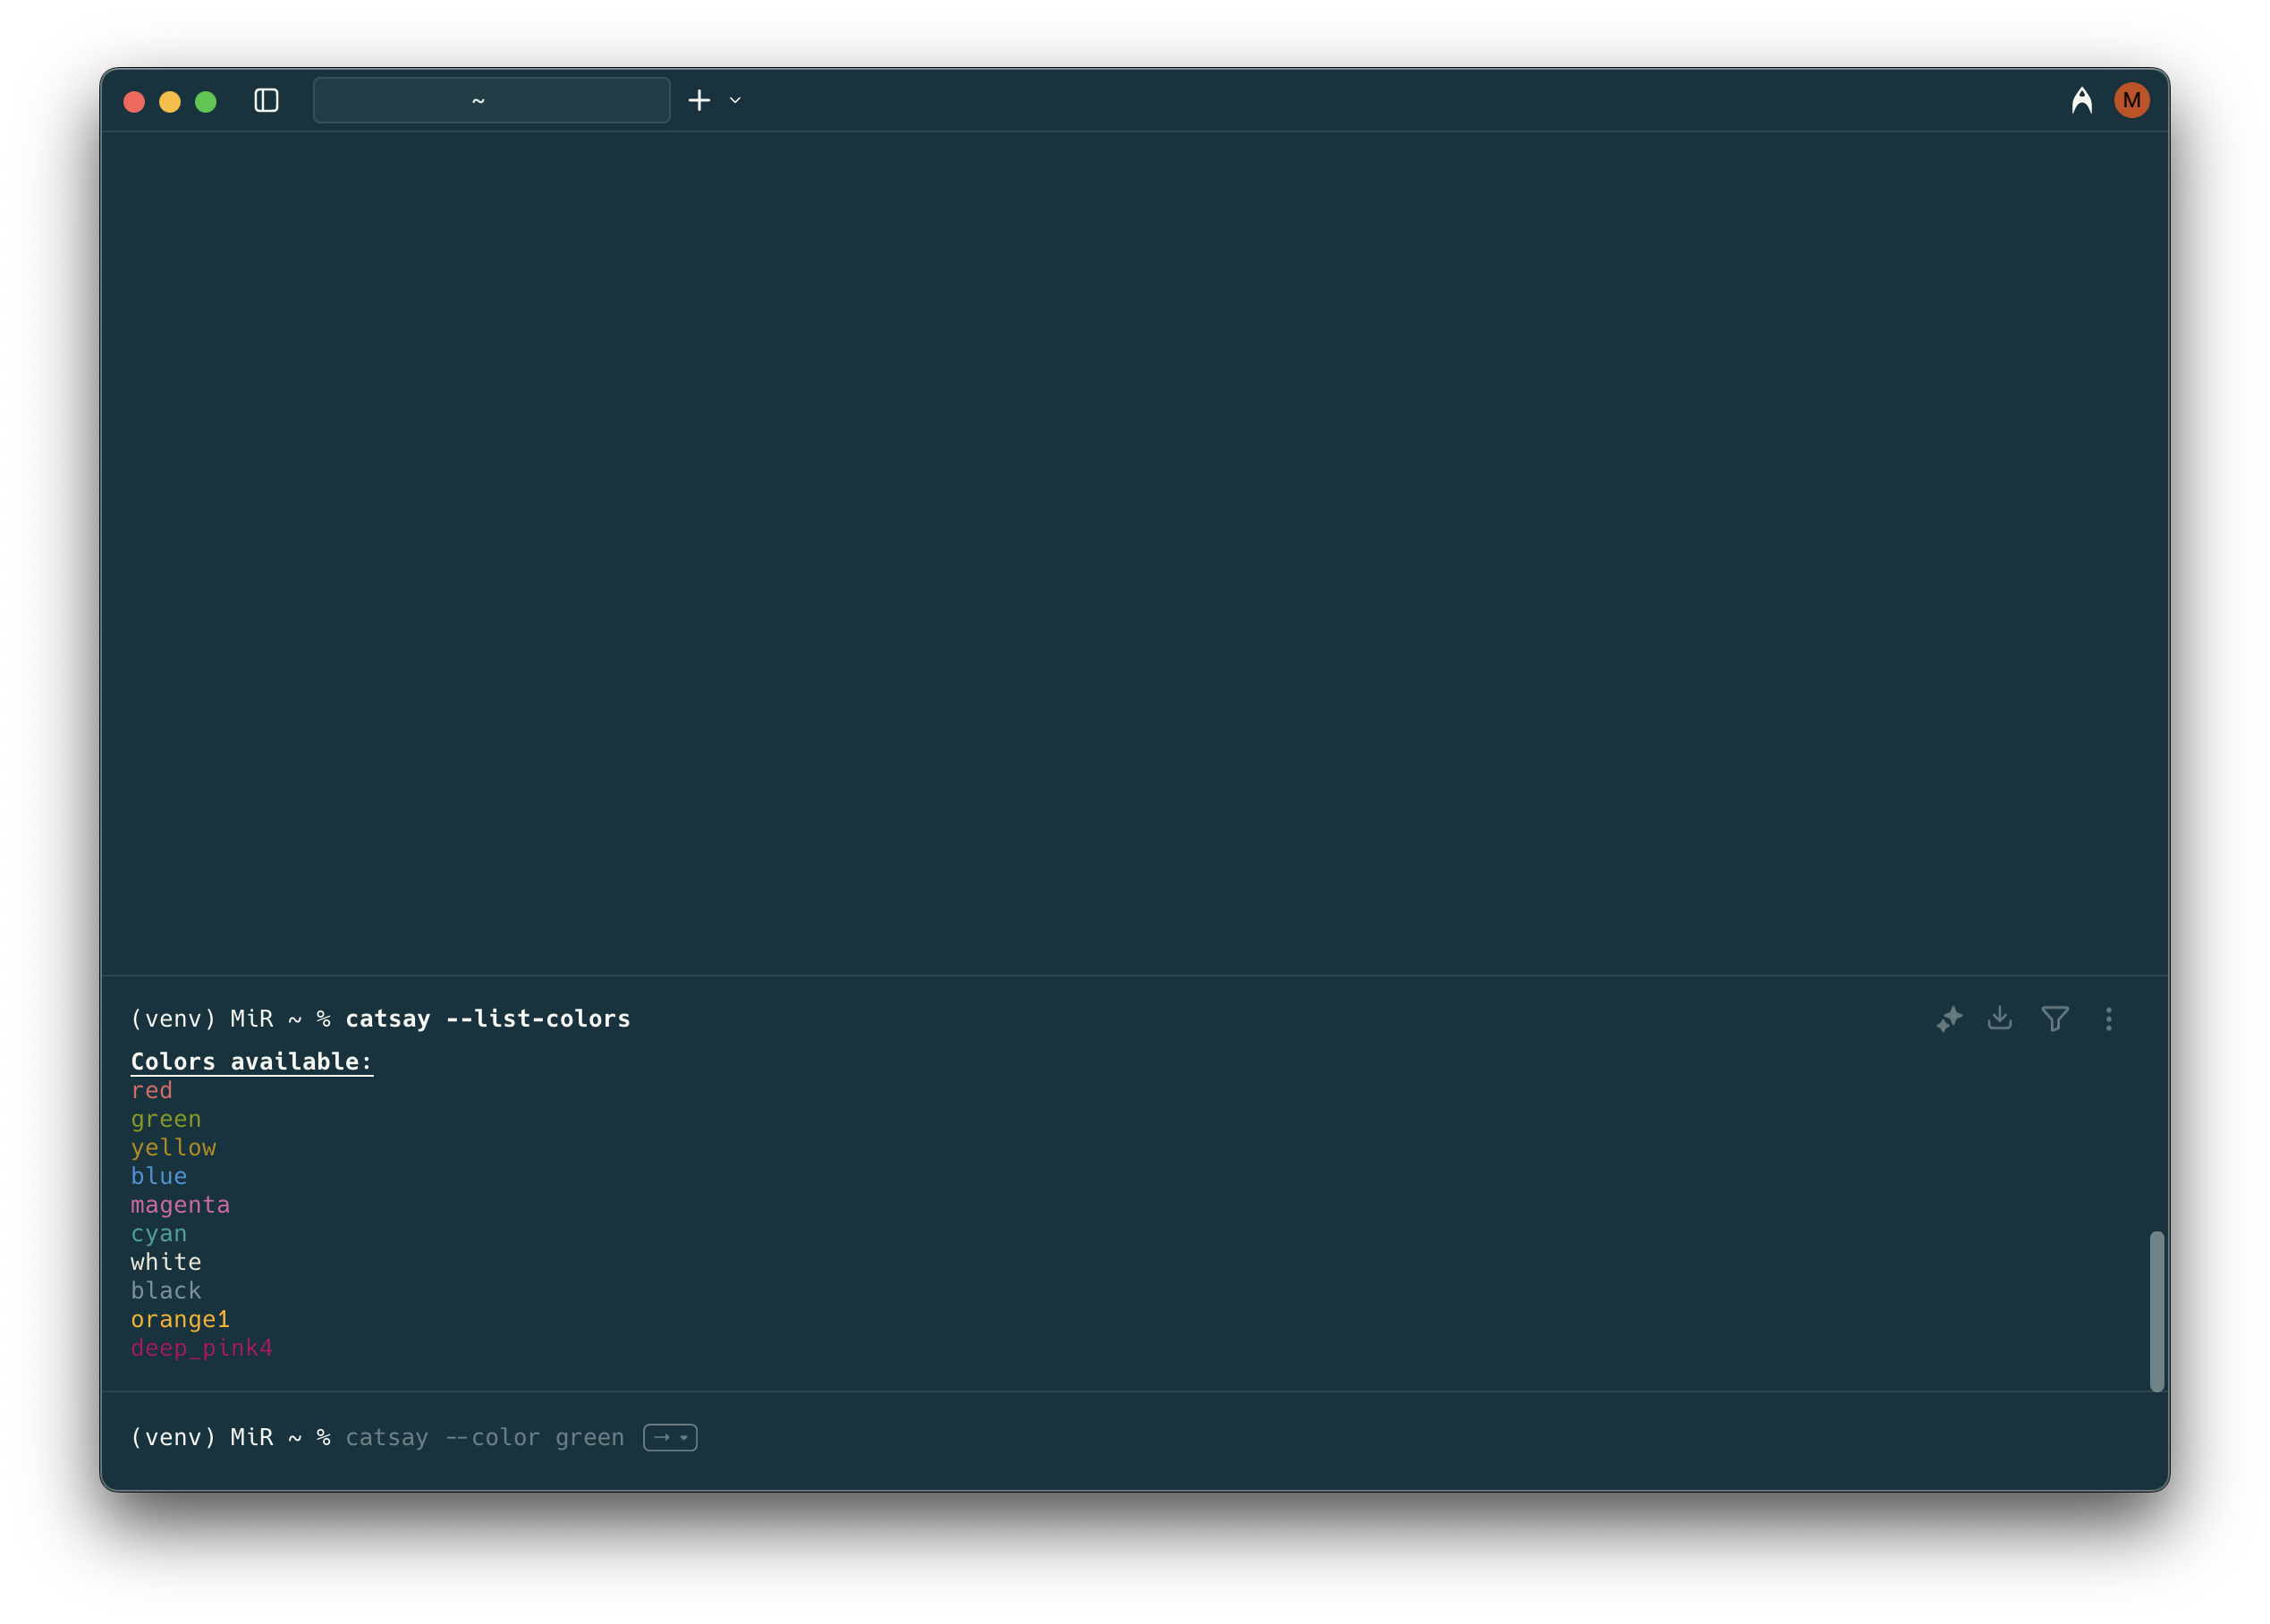 ~
M
(venv) MiR ~ % catsay --list-colors
Colors available:
red
green
yellow
blue
magenta
cyan
white
black
orange1
deep_pink4
(venv) MiR ~ % catsay --color green